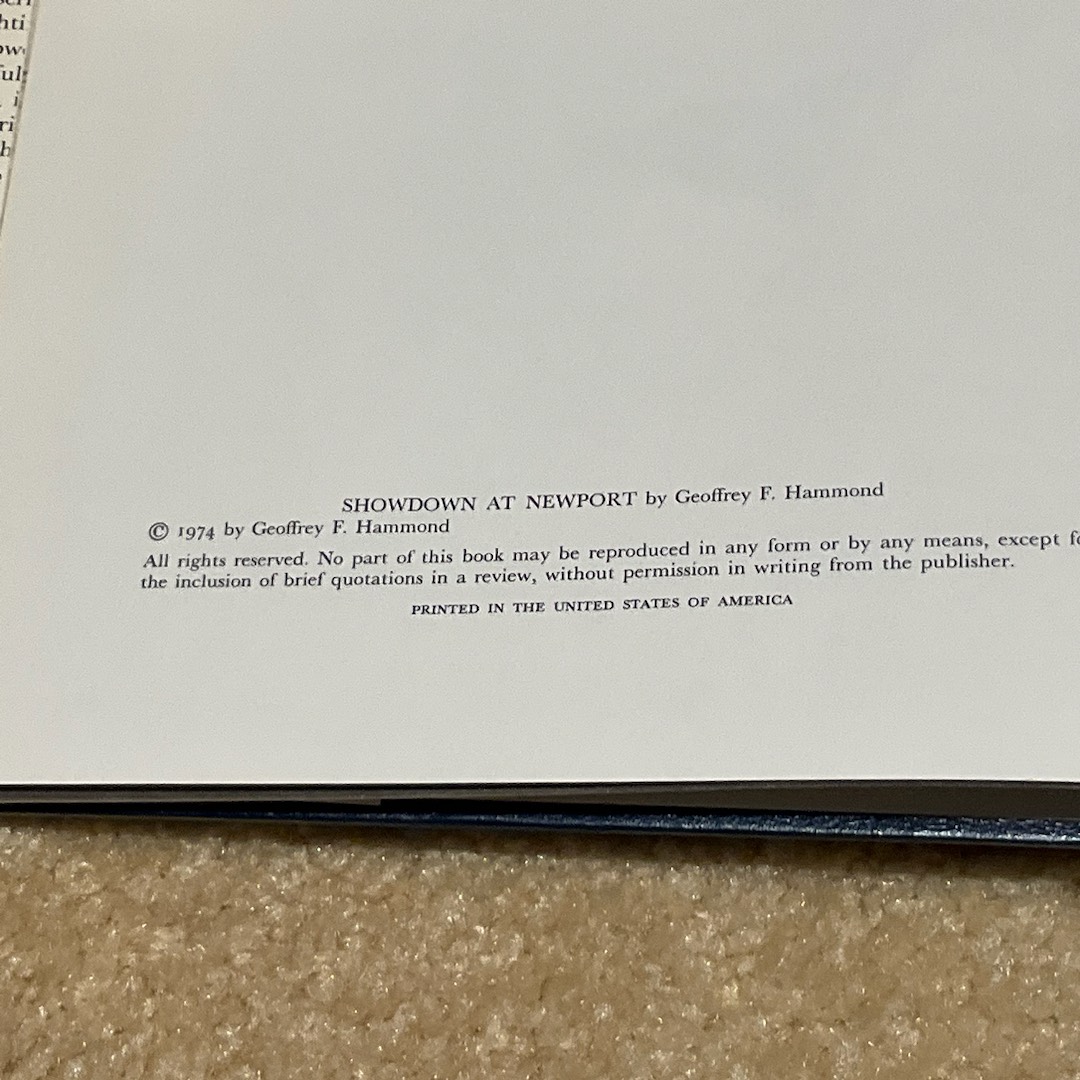 SHOWDOWN AT NEWPORT by Geoffrey F. Hammond
© 1974 by Geoffrey F. Hammond
All rights reserved. No part of this book may be reproduced in any form or by any means, except
the inclusion of brief quotations in a review, without permission in writing from the publisher.
PRINTED IN THE UNITED STATES OF AMERICA